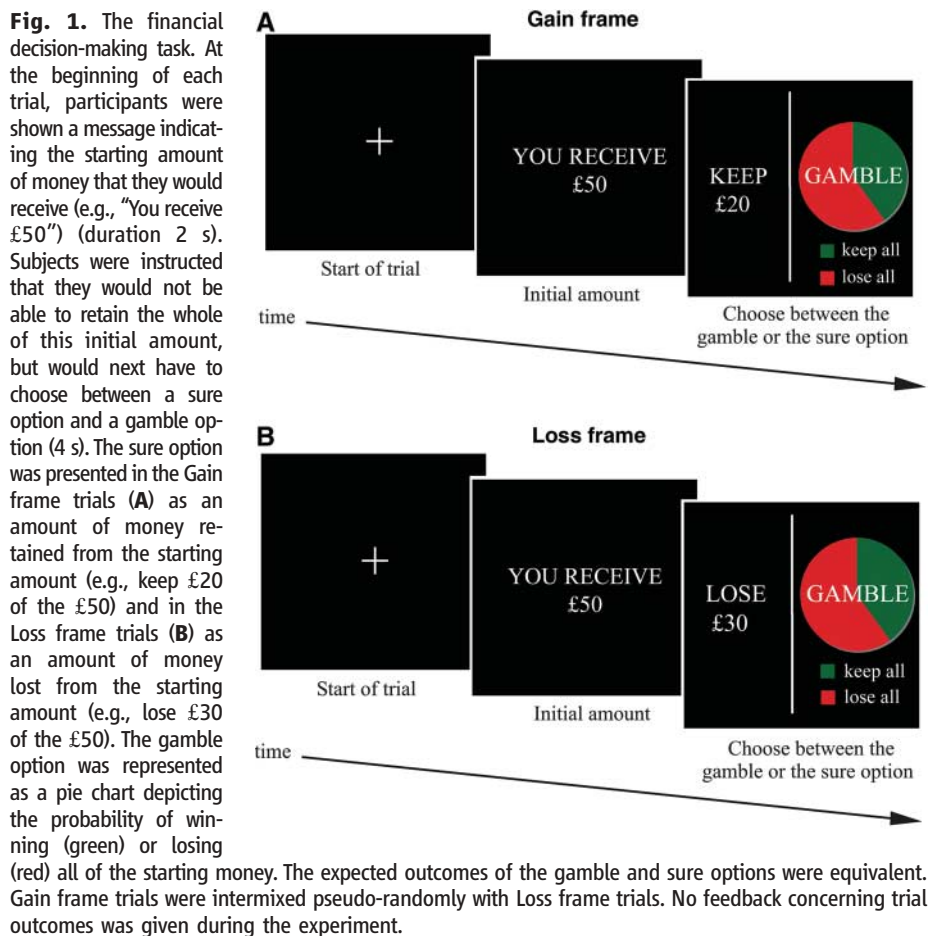 Fig. 1. The financial
decision-making task. At
the beginning of each
trial, participants were
shown a message indicat-
ing the starting amount
of money that they would
receive (e.g., “You receive
£50”) (duration 2 s).
Subjects were instructed
that they would not be
able to retain the whole
of this initial amount,
but would next have to
choose between a sure
option and a gamble op-
tion (4 s). The sure option
was presented in the Gain
frame trials (A) as an
amount of money re-
tained from the starting
amount (e.g., keep £20
of the £50) and in the
Loss frame trials (B) as
an amount of money
lost from the starting
amount (e.g., lose £30
of the £50). The gamble
option was represented
as a pie chart depicting
the probability of win-
ning (green) or losing
(red) all of the starting money. The expected outcomes of the gamble and sure options were equivalent.
Gain frame trials were intermixed pseudo-randomly with Loss frame trials. No feedback concerning trial
outcomes was given during the experiment.
A
Gain frame
YOU RECEIVE
£50
KEEP
£20
GAMBLE
keep all
lose all
Start of trial
Initial amount
Choose between the
gamble or the sure option
time
B
Loss frame
YOU RECEIVE
£50
LOSE
£30
GAMBLE
keep all
lose all
Start of trial
Initial amount
Choose between the
gamble or the sure option
time